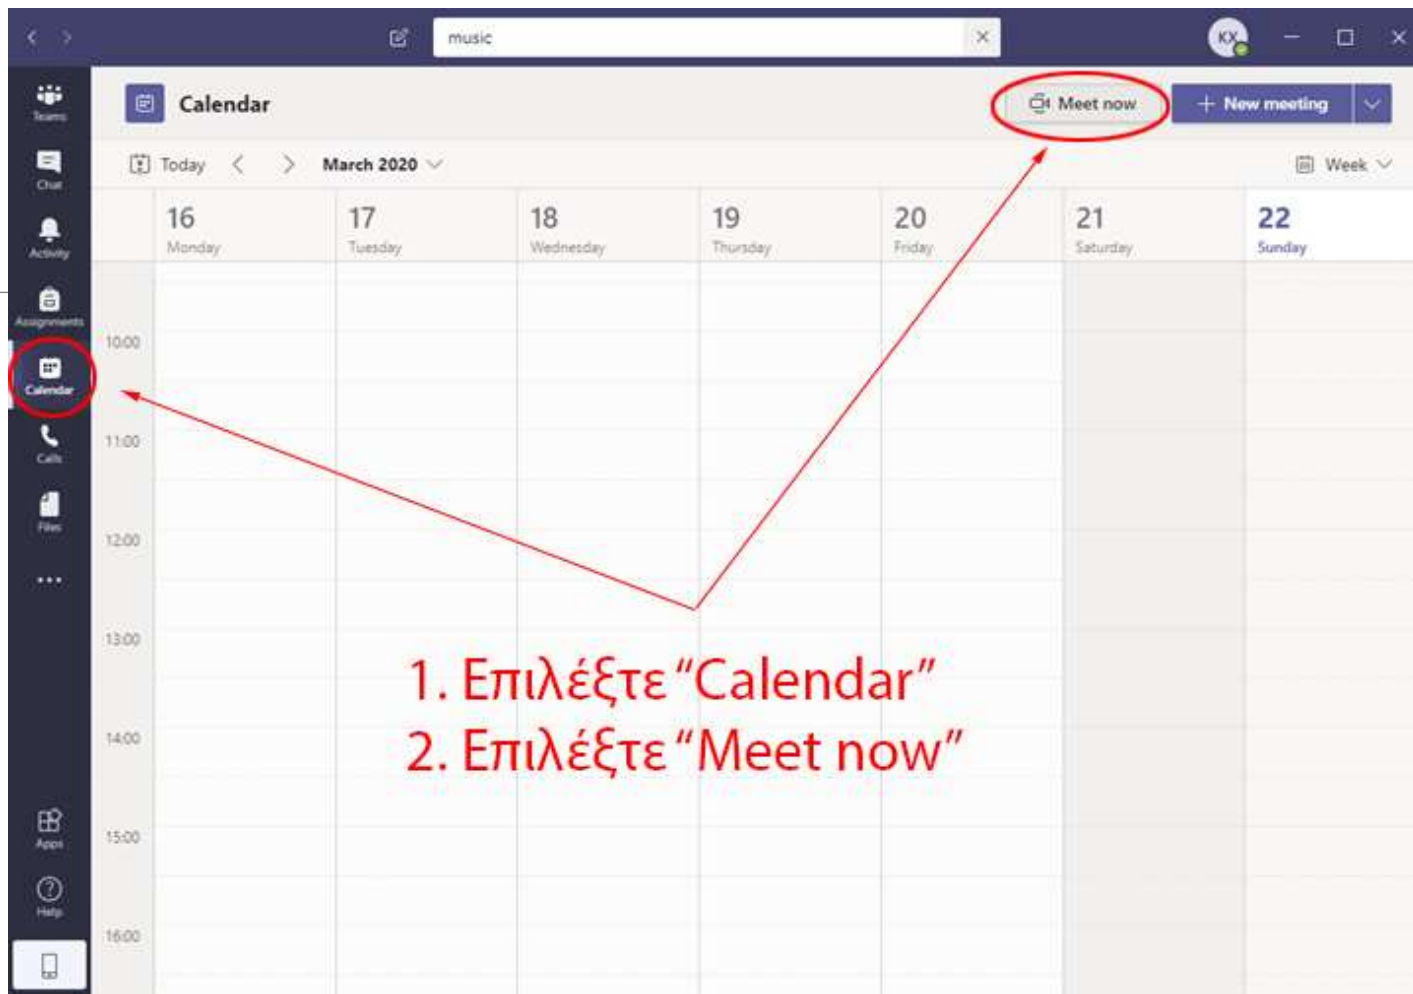 music
KX
Teams
Calendar
Meet now
+ New meeting
Chat
Today
March 2020
Week
16
17
18
19
20
21
22
Monday
Tuesday
Wednesday
Thursday
Friday
Saturday
Sunday
Activity
Assignments
10:00
Calendar
11:00
Calls
Files
12:00
13:00
1. Επιλέξτε “Calendar”
14:00
2. Επιλέξτε “Meet now”
Apps
15:00
Help
16:00